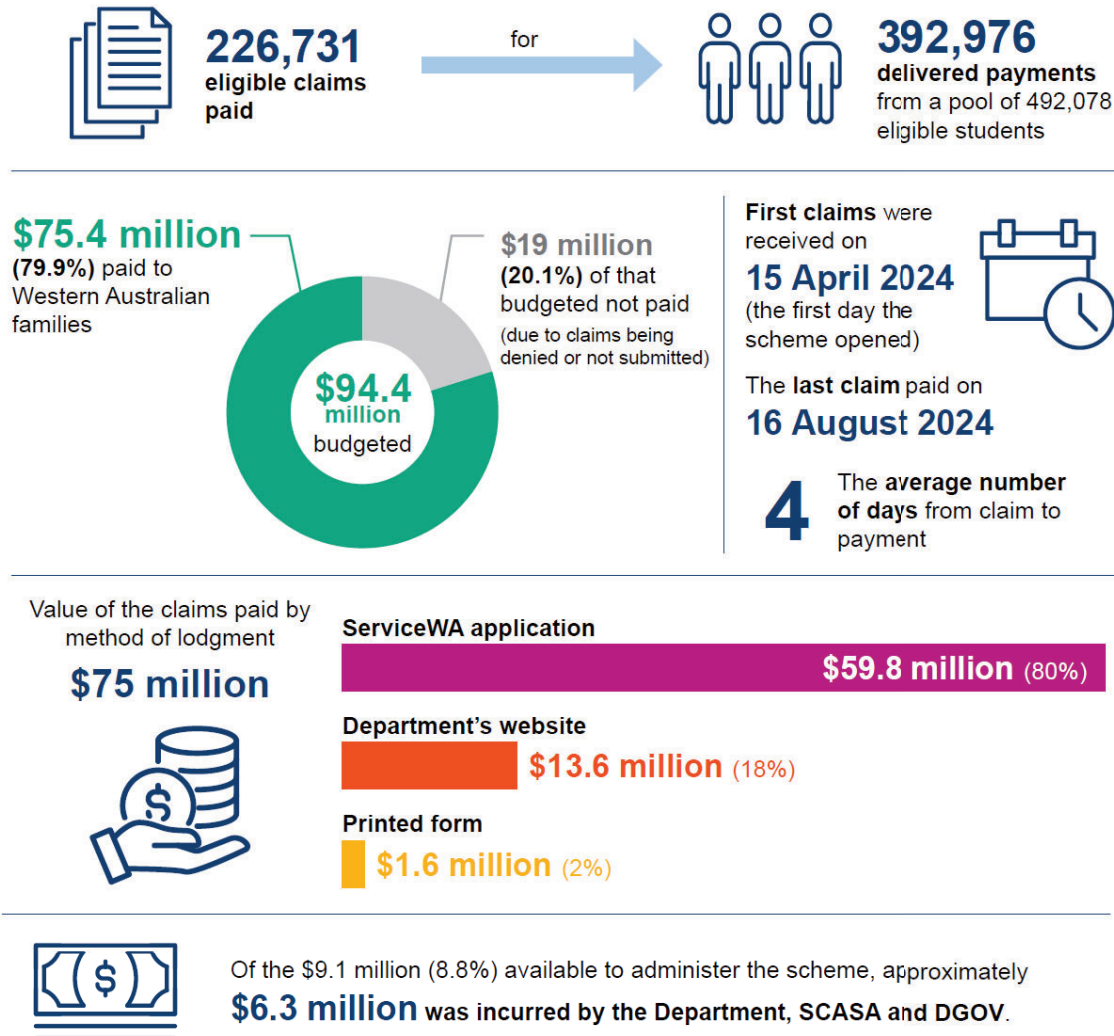 226,731
eligible claims
paid
for
392,976
delivered payments
from a pool of 492,078
eligible students
$75.4 million
(79.9%) paid to
Western Australian
families
$19 million
(20.1%) of that
budgeted not paid
(due to claims being
denied or not submitted)
$94.4
million
budgeted
First claims were
received on
15 April 2024
(the first day the
scheme opened)
The last claim paid on
16 August 2024
4
The average number
of days from claim to
payment
Value of the claims paid by
method of lodgment
$75 million
$
ServiceWA application
$59.8 million (80%)
Department's website
$13.6 million (18%)
Printed form
$1.6 million (2%)
$
Of the $9.1 million (8.8%) available to administer the scheme, approximately
$6.3 million was incurred by the Department, SCASA and DGOV.